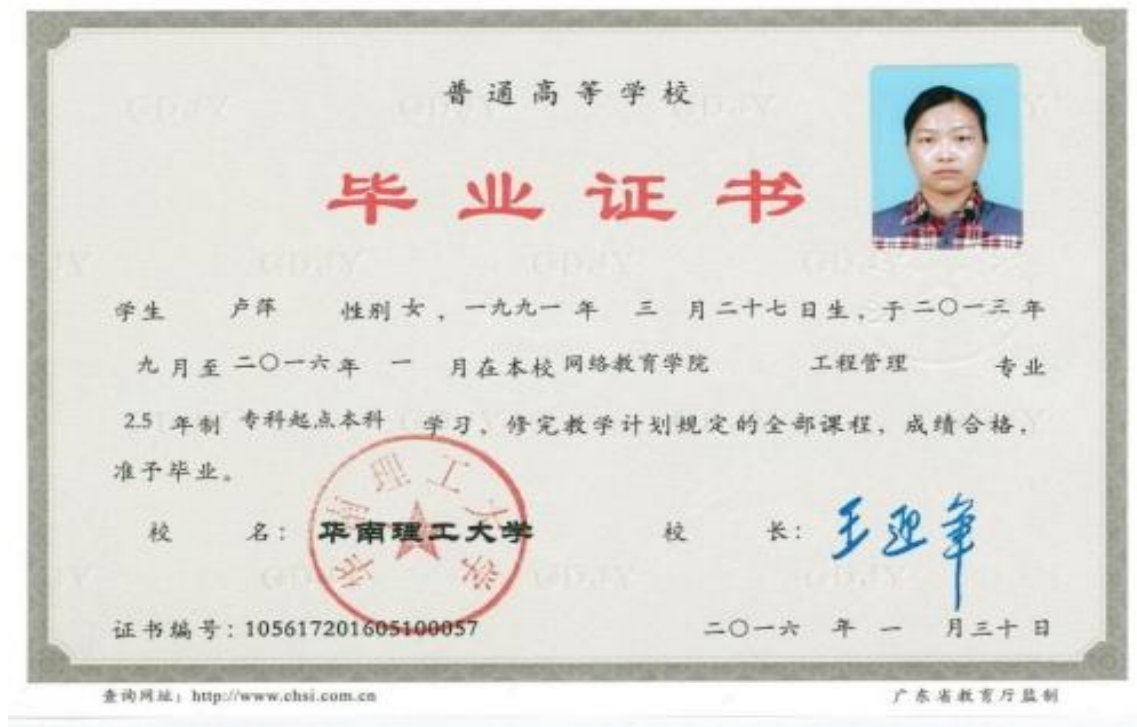 普通高等学校
毕业证书
学生 卢萍 性别 女，一九九一 年 三 月二十七日生，于二〇一三年
九月至二〇一六年 一 月在本校 网络教育学院 工程管理 专业
2.5 年制 专科起点本科 学习，修完教学计划规定的全部课程，成绩合格，
准予毕业。
校 名：华南理工大学 校 长：王迎军
华南理工大学
证书编号：105617201605100057 二〇一六 年 一 月三十日
查询网址：http://www.chsi.com.cn 广东省教育厅监制
GDJY